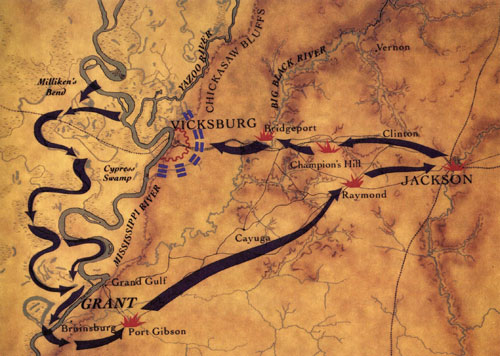 YAZOO RIVER
CHICKASAW BLUFFS
BIG BLACK RIVER
Vernon
Milliken's
Bend
VICKSBURG
Bridgeport
Clinton
Cypress
Swamp
Champion's Hill
JACKSON
Raymond
MISSISSIPPI RIVER
Cayuga
Grand Gulf
GRANT
Bruinsburg
Port Gibson